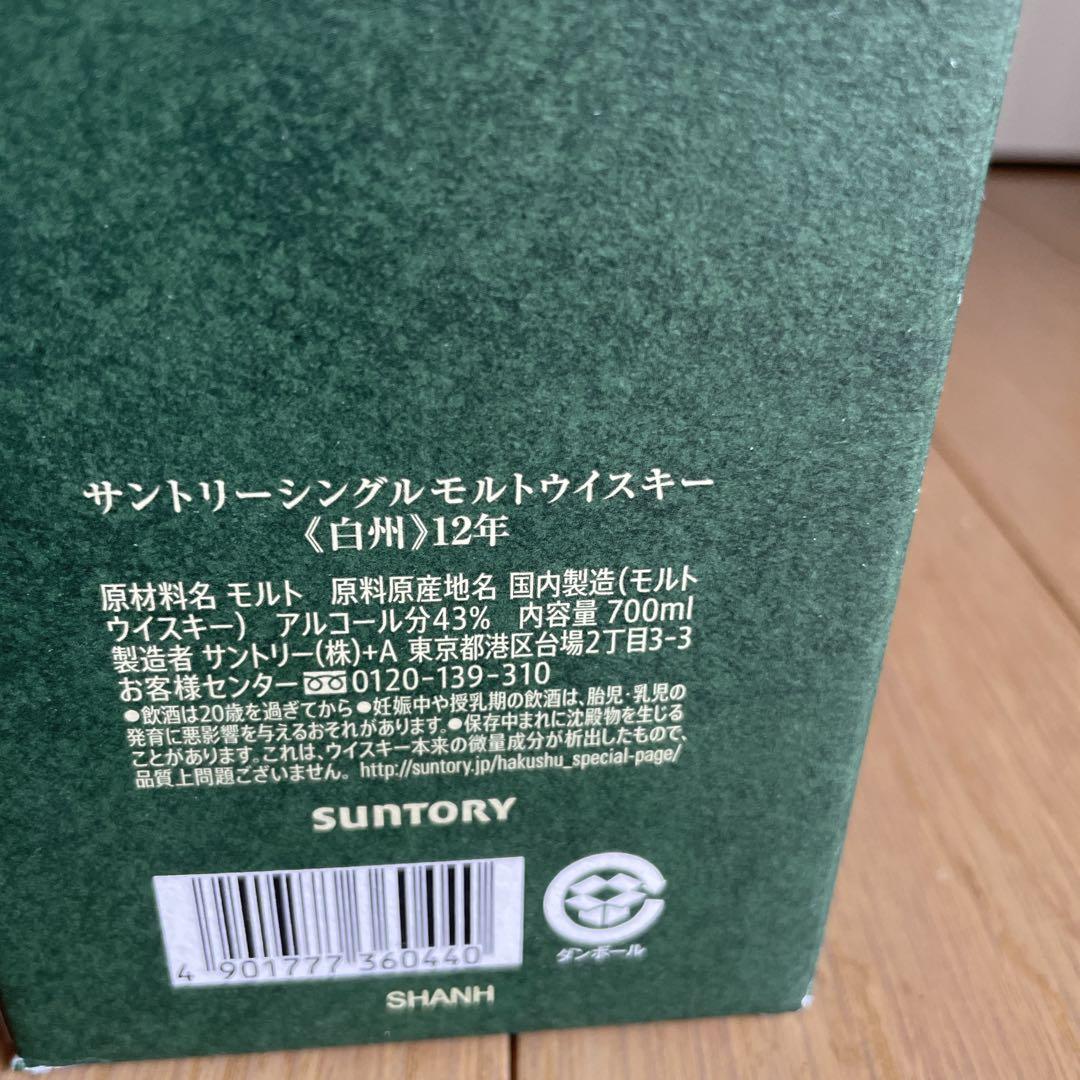 サントリーシングルモルトウイスキー
《白州》12年
原材料名 モルト 原料原産地名 国内製造(モルト
ウイスキー) アルコール分43% 内容量 700ml
製造者 サントリー(株)+A 東京都港区台場2丁目3-3
お客様センター 0120-139-310
●飲酒は20歳を過ぎてから ●妊娠中や授乳期の飲酒は、胎児・乳児の
発育に悪影響を与えるおそれがあります。●保存中まれに沈殿物を生じる
ことがあります。これは、ウイスキー本来の微量成分が析出したもので、
品質上問題ございません。 http://suntory.jp/hakushu_special-page/
SUNTORY
4 901777 360440
ダンボール
SHANH